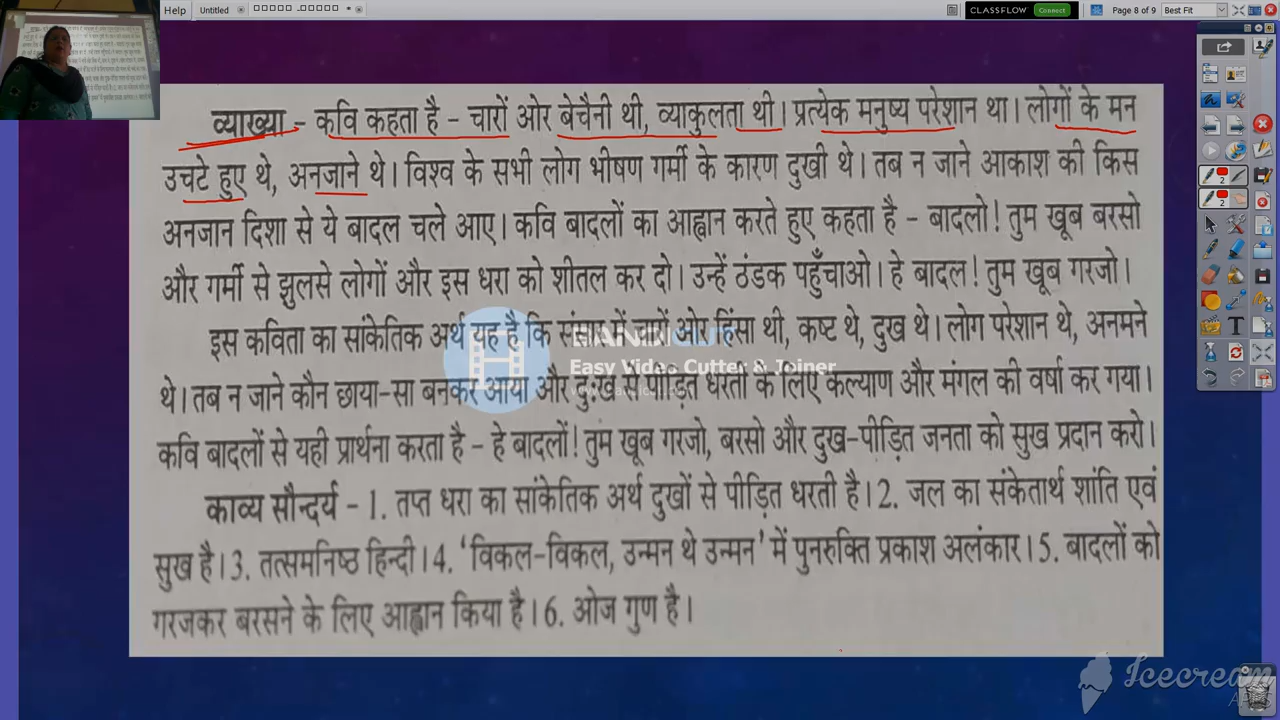 Help Untitled CLASSFLOW Connect Page 8 of 9 Best Fit
व्याख्या - कवि कहता है - चारों ओर बेचैनी थी, व्याकुलता थी। प्रत्येक मनुष्य परेशान था। लोगों के मन
उचटे हुए थे, अनजाने थे। विश्व के सभी लोग भीषण गर्मी के कारण दुखी थे। तब न जाने आकाश की किस
अनजान दिशा से ये बादल चले आए। कवि बादलों का आह्वान करते हुए कहता है - बादलो! तुम खूब बरसो
और गर्मी से झुलसे लोगों और इस धरा को शीतल कर दो। उन्हें ठंडक पहुँचाओ। हे बादल! तुम खूब गरजो।
इस कविता का सांकेतिक अर्थ यह है कि संसार में चारों ओर हिंसा थी, कष्ट थे, दुख थे। लोग परेशान थे, अनमने
Easy Video Cutter & Joiner
थे। तब न जाने कौन छाया-सा बनकर आया और दुःख से पीड़ित धरती के लिए कल्याण और मंगल की वर्षा कर गया।
कवि बादलों से यही प्रार्थना करता है - हे बादलों! तुम खूब गरजो, बरसो और दुख-पीड़ित जनता को सुख प्रदान करो।
काव्य सौन्दर्य - 1. तप्त धरा का सांकेतिक अर्थ दुखों से पीड़ित धरती है। 2. जल का संकेतार्थ शांति एवं
सुख है। 3. तत्समनिष्ठ हिन्दी। 4. 'विकल-विकल, उन्मन थे उन्मन' में पुनरुक्ति प्रकाश अलंकार। 5. बादलों को
गरजकर बरसने के लिए आह्वान किया है। 6. ओज गुण है।
Icecream
APPS